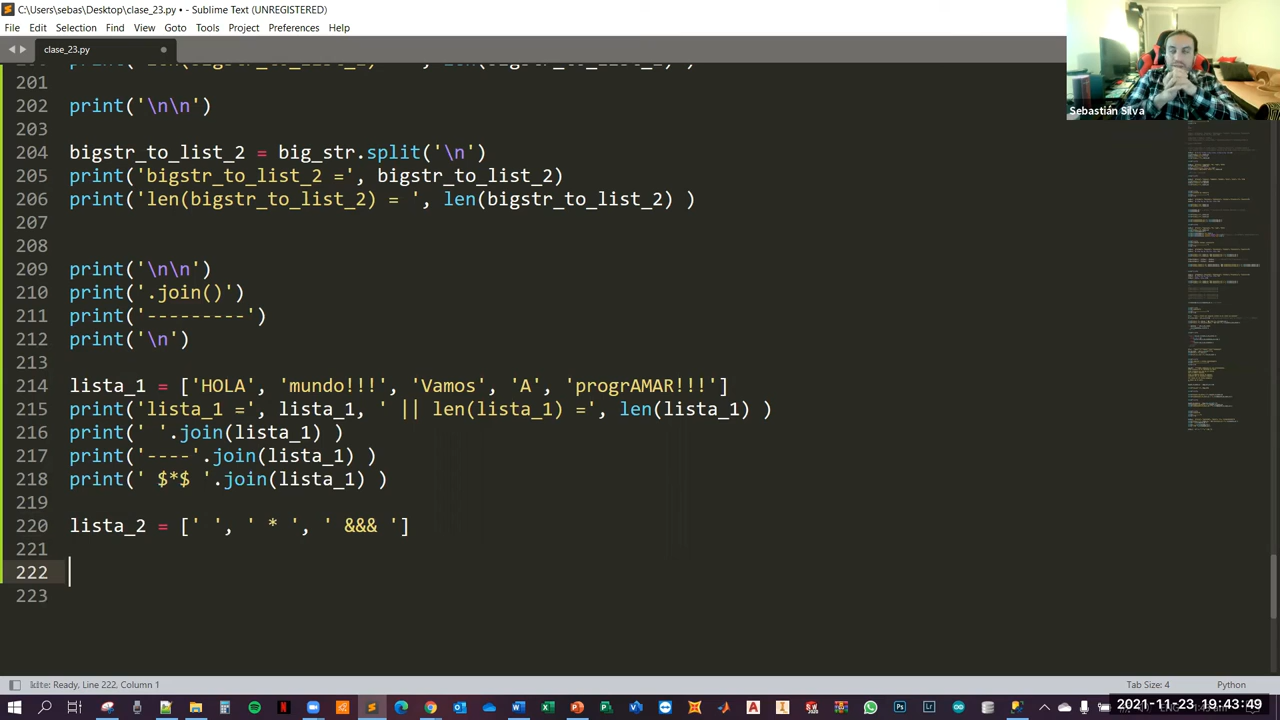 C:\Users\sebas\Desktop\clase_23.py - Sublime Text (UNREGISTERED)
File Edit Selection Find View Goto Tools Project Preferences Help
clase_23.py
Sebastián Silva
201
202 print('\n\n')
203
204 bigstr_to_list_2 = big_str.split('\n')
205 print('bigstr_to_list_2 =', bigstr_to_list_2)
206 print('len(bigstr_to_list_2) = ', len(bigstr_to_list_2) )
207
208
209 print('\n\n')
210 print('.join()')
211 print('---------')
212 print('\n')
213
214 lista_1 = ['HOLA', 'mundo!!!', 'Vamos', 'A', 'progrAMAR!!!']
215 print('lista_1 =', lista_1, ' || len(lista_1) =', len(lista_1) )
216 print(' '.join(lista_1) )
217 print('----'.join(lista_1) )
218 print(' $*$ '.join(lista_1) )
219
220 lista_2 = [' ', ' * ', ' &&& ']
221
222
223
kite: Ready, Line 222, Column 1 Tab Size: 4 Python
2021-11-23 19:43:49